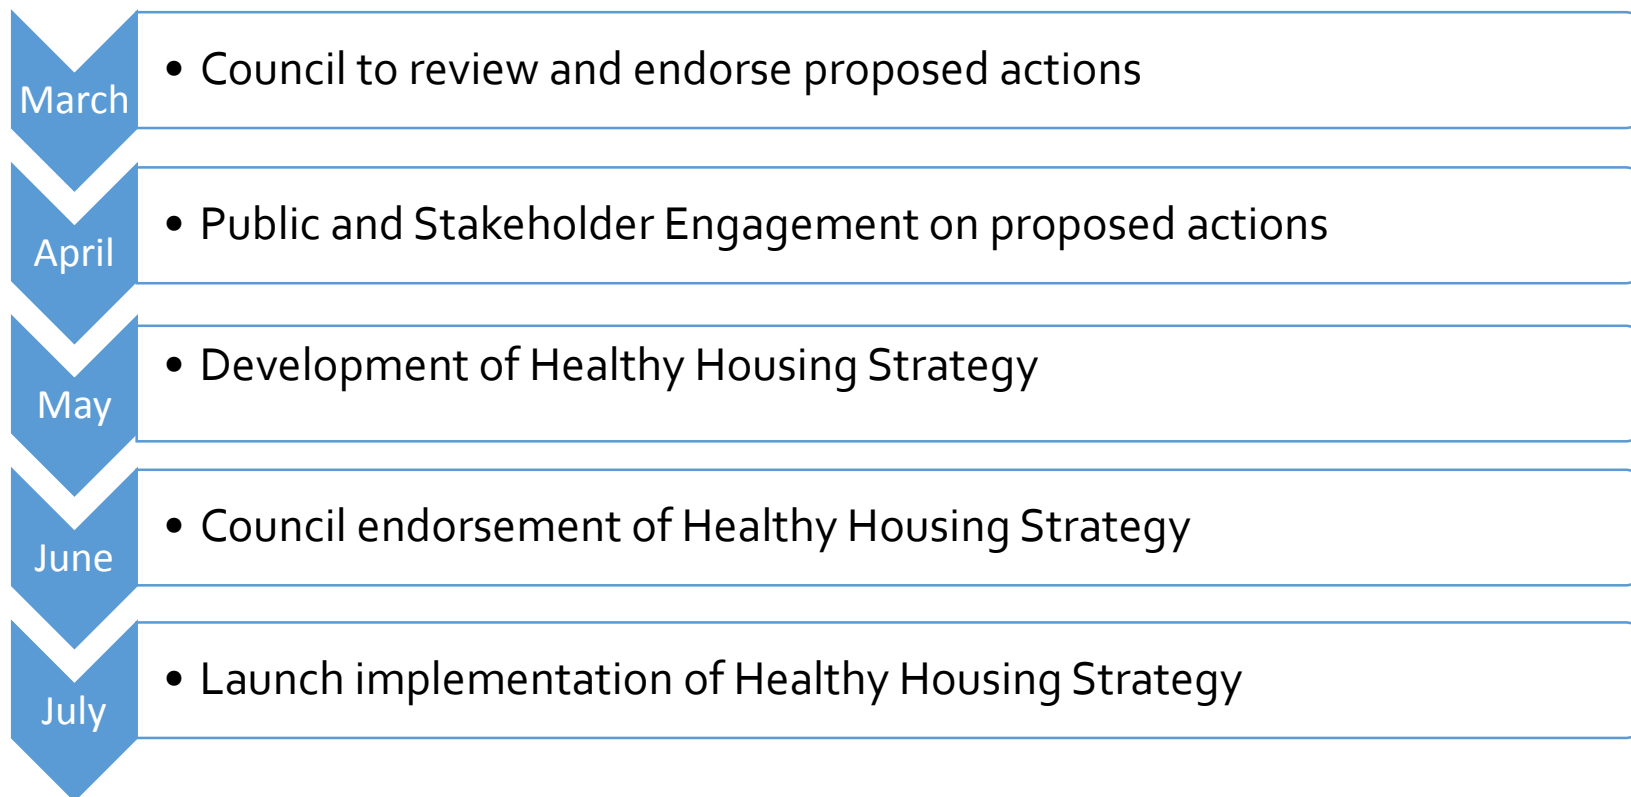 March
• Council to review and endorse proposed actions
April
• Public and Stakeholder Engagement on proposed actions
May
• Development of Healthy Housing Strategy
June
• Council endorsement of Healthy Housing Strategy
July
• Launch implementation of Healthy Housing Strategy